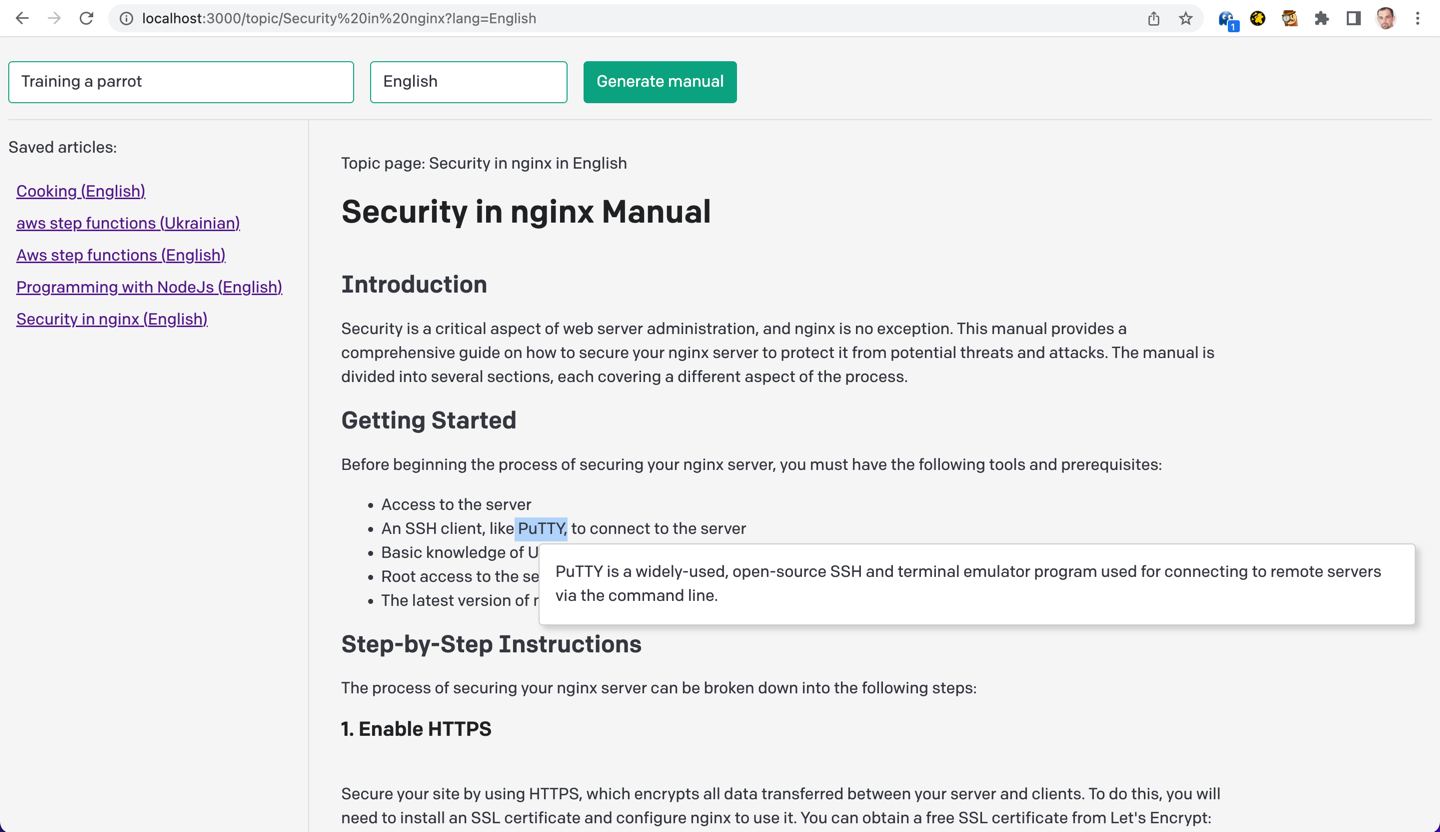 localhost:3000/topic/Security%20in%20nginx?lang=English
1
Training a parrot
English
Generate manual
Saved articles:
Cooking (English)
aws step functions (Ukrainian)
Aws step functions (English)
Programming with NodeJs (English)
Security in nginx (English)
Topic page: Security in nginx in English
Security in nginx Manual
Introduction
Security is a critical aspect of web server administration, and nginx is no exception. This manual provides a
comprehensive guide on how to secure your nginx server to protect it from potential threats and attacks. The manual is
divided into several sections, each covering a different aspect of the process.
Getting Started
Before beginning the process of securing your nginx server, you must have the following tools and prerequisites:
• Access to the server
• An SSH client, like PuTTY, to connect to the server
• Basic knowledge of U
• Root access to the se
• The latest version of
PuTTY is a widely-used, open-source SSH and terminal emulator program used for connecting to remote servers
via the command line.
Step-by-Step Instructions
The process of securing your nginx server can be broken down into the following steps:
1. Enable HTTPS
Secure your site by using HTTPS, which encrypts all data transferred between your server and clients. To do this, you will
need to install an SSL certificate and configure nginx to use it. You can obtain a free SSL certificate from Let's Encrypt: